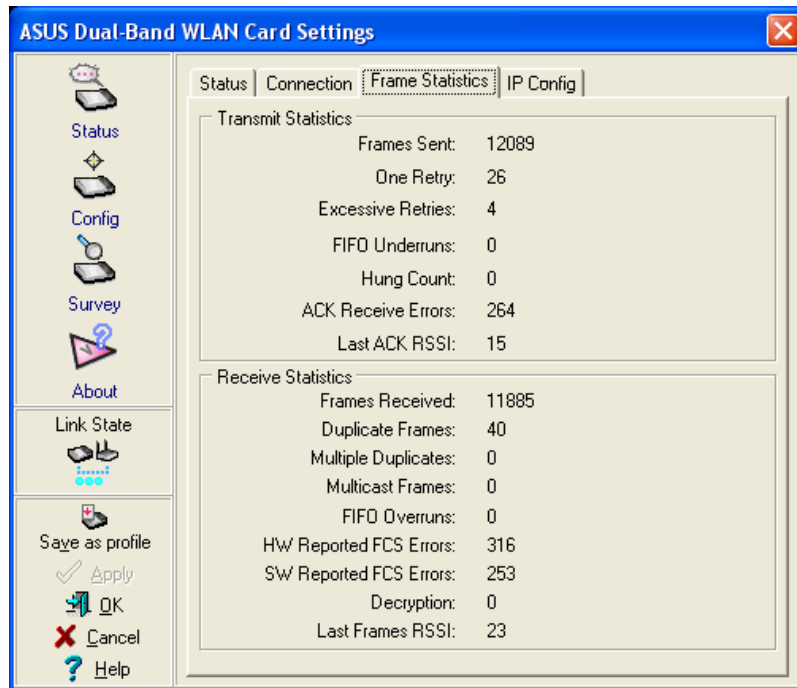 ASUS Dual-Band WLAN Card Settings
Status
Config
Survey
About
Link State
Save as profile
Apply
OK
Cancel
Help
Status Connection Frame Statistics IP Config
Transmit Statistics
Frames Sent: 12089
One Retry: 26
Excessive Retries: 4
FIFO Underruns: 0
Hung Count: 0
ACK Receive Errors: 264
Last ACK RSSI: 15
Receive Statistics
Frames Received: 11885
Duplicate Frames: 40
Multiple Duplicates: 0
Multicast Frames: 0
FIFO Overruns: 0
HW Reported FCS Errors: 316
SW Reported FCS Errors: 253
Decryption: 0
Last Frames RSSI: 23